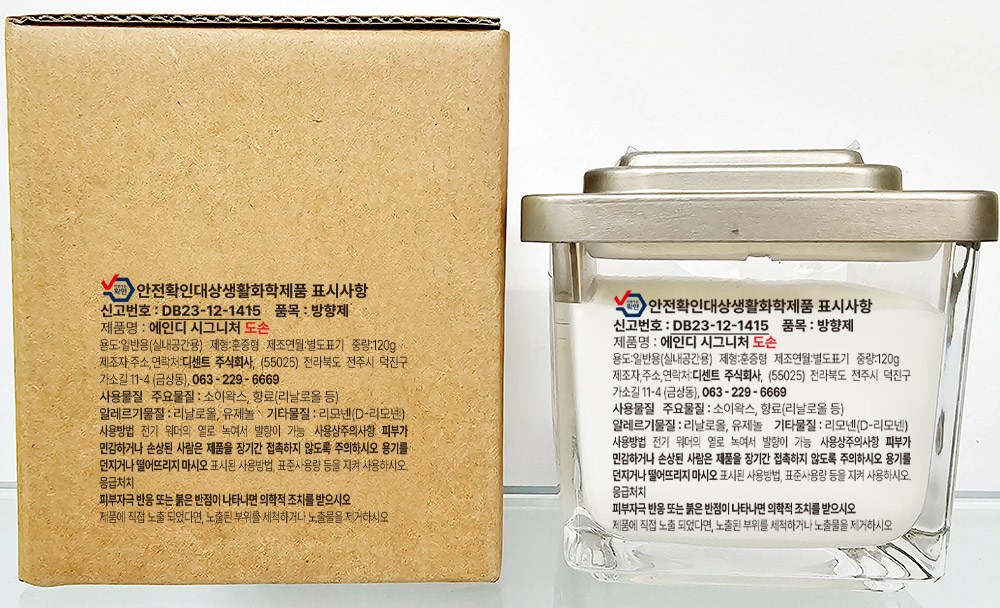 안전확인대상생활화학제품 표시사항
신고번호 : DB23-12-1415 품목 : 방향제
제품명 : 에인디 시그니처 도손
용도:일반용(실내공간용) 제형:훈증형 제조연월:별도표기 중량:120g
제조자,주소,연락처:디센트 주식회사, (55025) 전라북도 전주시 덕진구
가소길 11-4 (금상동), 063 - 229 - 6669
사용물질 주요물질 : 소이왁스, 향료(리날로올 등)
알레르기물질 : 리날로올, 유제놀 기타물질 : 리모넨(D-리모넨)
사용방법 전기 워머의 열로 녹여서 발향이 가능 사용상주의사항 피부가
민감하거나 손상된 사람은 제품을 장기간 접촉하지 않도록 주의하시오 용기를
던지거나 떨어뜨리지 마시오 표시된 사용방법, 표준사용량 등을 지켜 사용하시오.
응급처치
피부자극 반응 또는 붉은 반점이 나타나면 의학적 조치를 받으시오
제품에 직접 노출 되었다면, 노출된 부위를 세척하거나 노출물을 제거하시오
안전확인대상생활화학제품 표시사항
신고번호 : DB23-12-1415 품목 : 방향제
제품명 : 에인디 시그니처 도손
용도:일반용(실내공간용) 제형:훈증형 제조연월:별도표기 중량:120g
제조자,주소,연락처:디센트 주식회사, (55025) 전라북도 전주시 덕진구
가소길 11-4 (금상동), 063 - 229 - 6669
사용물질 주요물질 : 소이왁스, 향료(리날로올 등)
알레르기물질 : 리날로올, 유제놀 기타물질 : 리모넨(D-리모넨)
사용방법 전기 워머의 열로 녹여서 발향이 가능 사용상주의사항 피부가
민감하거나 손상된 사람은 제품을 장기간 접촉하지 않도록 주의하시오 용기를
던지거나 떨어뜨리지 마시오 표시된 사용방법, 표준사용량 등을 지켜 사용하시오.
응급처치
피부자극 반응 또는 붉은 반점이 나타나면 의학적 조치를 받으시오
제품에 직접 노출 되었다면, 노출된 부위를 세척하거나 노출물을 제거하시오